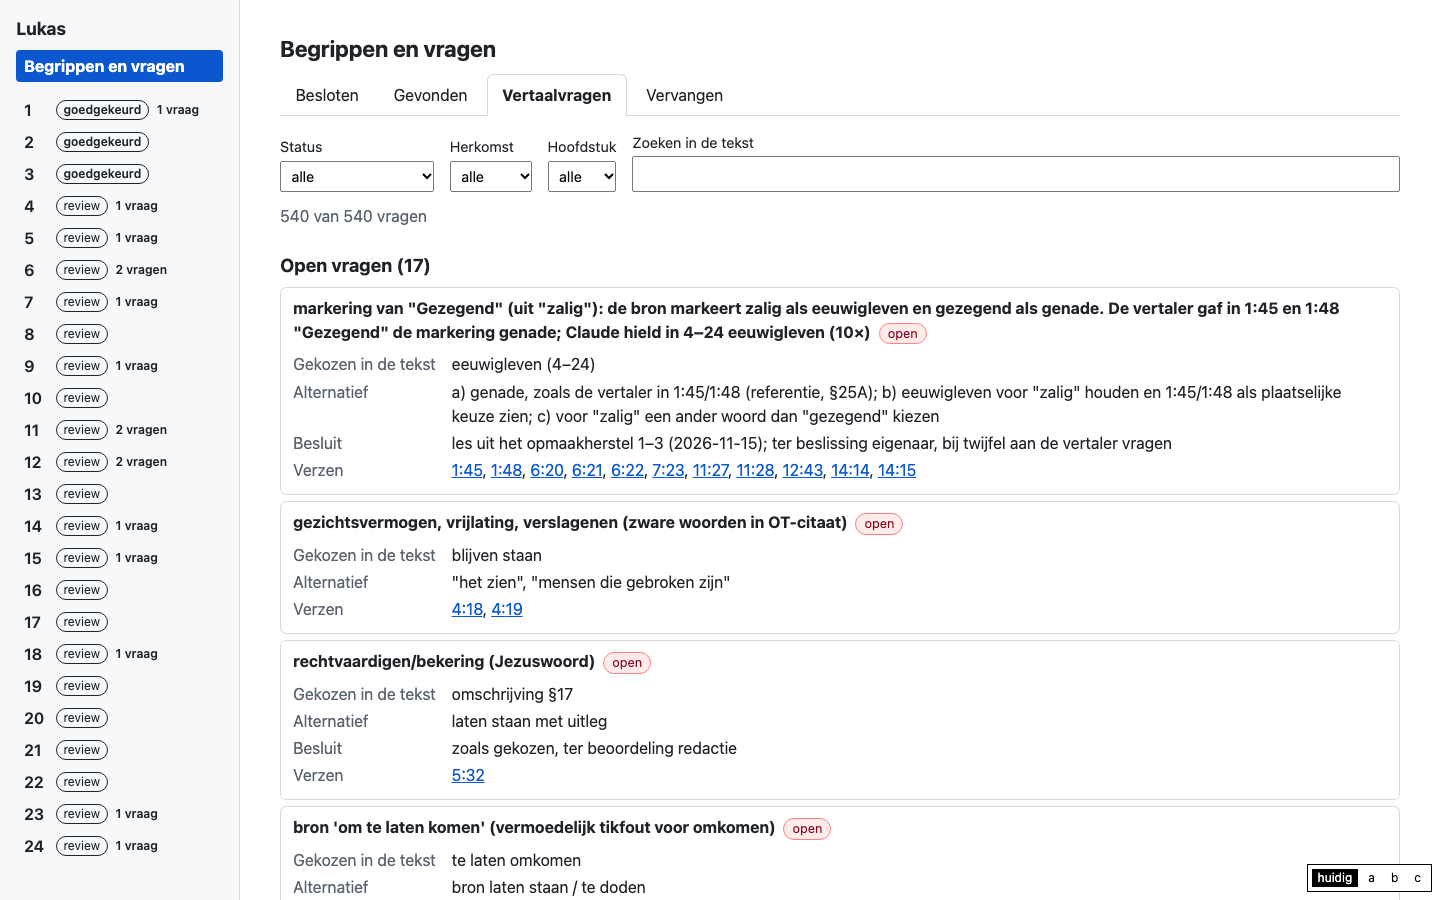 Lukas
Begrippen en vragen
1 goedgekeurd 1 vraag
2 goedgekeurd
3 goedgekeurd
4 review 1 vraag
5 review 1 vraag
6 review 2 vragen
7 review 1 vraag
8 review
9 review 1 vraag
10 review
11 review 2 vragen
12 review 2 vragen
13 review
14 review 1 vraag
15 review 1 vraag
16 review
17 review
18 review 1 vraag
19 review
20 review
21 review
22 review
23 review 1 vraag
24 review 1 vraag
Begrippen en vragen
Besloten Gevonden Vertaalvragen Vervangen
Status Herkomst Hoofdstuk Zoeken in de tekst
alle alle alle
540 van 540 vragen
Open vragen (17)
markering van "Gezegend" (uit "zalig"): de bron markeert zalig als eeuwigleven en gezegend als genade. De vertaler gaf in 1:45 en 1:48
"Gezegend" de markering genade; Claude hield in 4–24 eeuwigleven (10×) open
Gekozen in de tekst eeuwigleven (4–24)
Alternatief a) genade, zoals de vertaler in 1:45/1:48 (referentie, §25A); b) eeuwigleven voor "zalig" houden en 1:45/1:48 als plaatselijke
keuze zien; c) voor "zalig" een ander woord dan "gezegend" kiezen
Besluit les uit het opmaakherstel 1–3 (2026-11-15); ter beslissing eigenaar, bij twijfel aan de vertaler vragen
Verzen 1:45, 1:48, 6:20, 6:21, 6:22, 7:23, 11:27, 11:28, 12:43, 14:14, 14:15
gezichtsvermogen, vrijlating, verslagenen (zware woorden in OT-citaat) open
Gekozen in de tekst blijven staan
Alternatief "het zien", "mensen die gebroken zijn"
Verzen 4:18, 4:19
rechtvaardigen/bekering (Jezuswoord) open
Gekozen in de tekst omschrijving §17
Alternatief laten staan met uitleg
Besluit zoals gekozen, ter beoordeling redactie
Verzen 5:32
bron 'om te laten komen' (vermoedelijk tikfout voor omkomen) open
Gekozen in de tekst te laten omkomen
Alternatief bron laten staan / te doden
huidig a b c